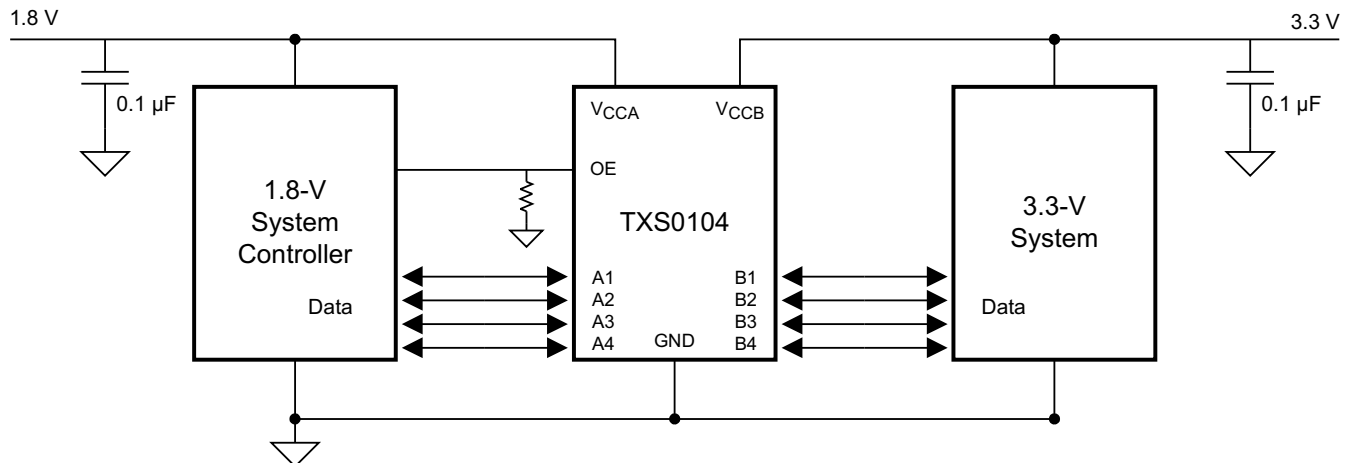 1.8 V
3.3 V
0.1 µF
0.1 µF
VCCA
VCCB
OE
1.8-V
System
Controller
TXS0104
3.3-V
System
Data
A1
A2
A3
A4
GND
B1
B2
B3
B4
Data